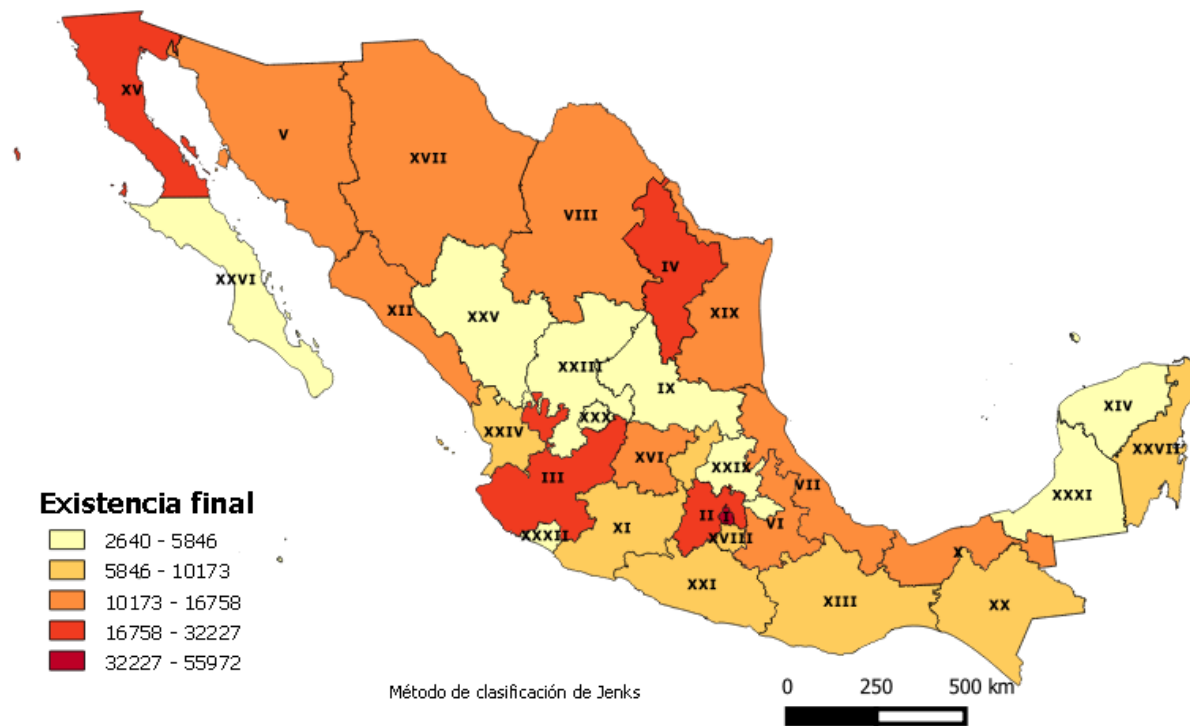 XV
V
XVII
VIII
IV
XXVI
XII
XXV
XIX
XXIII
IX
XXX
XXIV
XIV
XVI
XXIX
XXVII
III
VII
XXXI
II
I
VI
XXXII
XI
XVIII
X
XXI
XIII
XX
Existencia final
2640 - 5846
5846 - 10173
10173 - 16758
16758 - 32227
32227 - 55972
Método de clasificación de Jenks
0 250 500 km